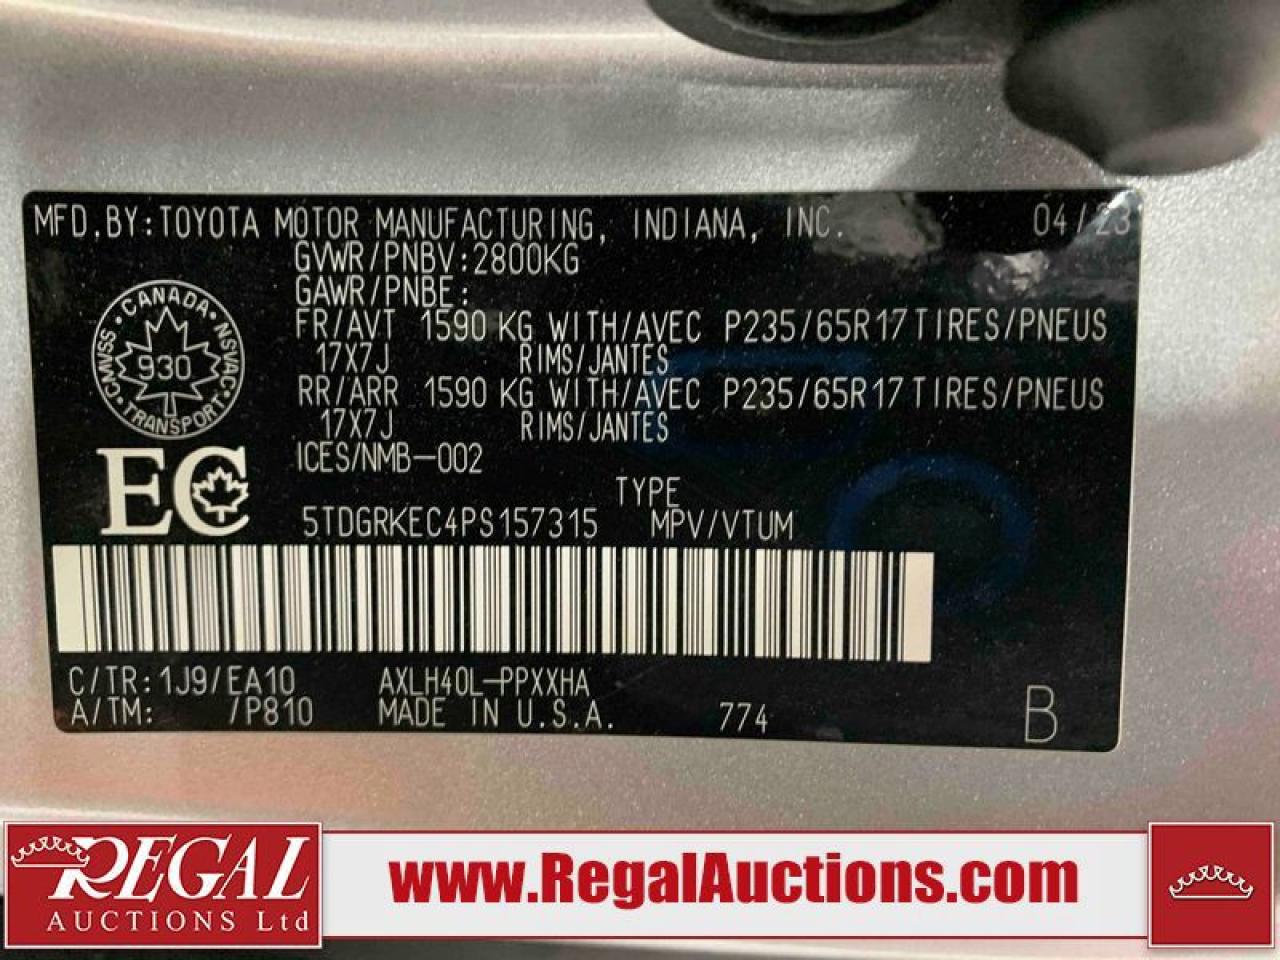 MFD.BY:TOYOTA MOTOR MANUFACTURING, INDIANA, INC. 04/23
GVWR/PNBV:2800KG
GAWR/PNBE:
FR/AVT 1590 KG WITH/AVEC P235/65R17 TIRES/PNEUS
17X7J RIMS/JANTES
RR/ARR 1590 KG WITH/AVEC P235/65R17 TIRES/PNEUS
17X7J RIMS/JANTES
ICES/NMB-002
CANADA · NSVAC · TRANSPORT · CMVSS ·
930
EC
TYPE
5TDGRKEC4PS157315 MPV/VTUM
C/TR:1J9/EA10 AXLH40L-PPXXHA
A/TM: /P810 MADE IN U.S.A. 774 B
REGAL
AUCTIONS Ltd
www.RegalAuctions.com